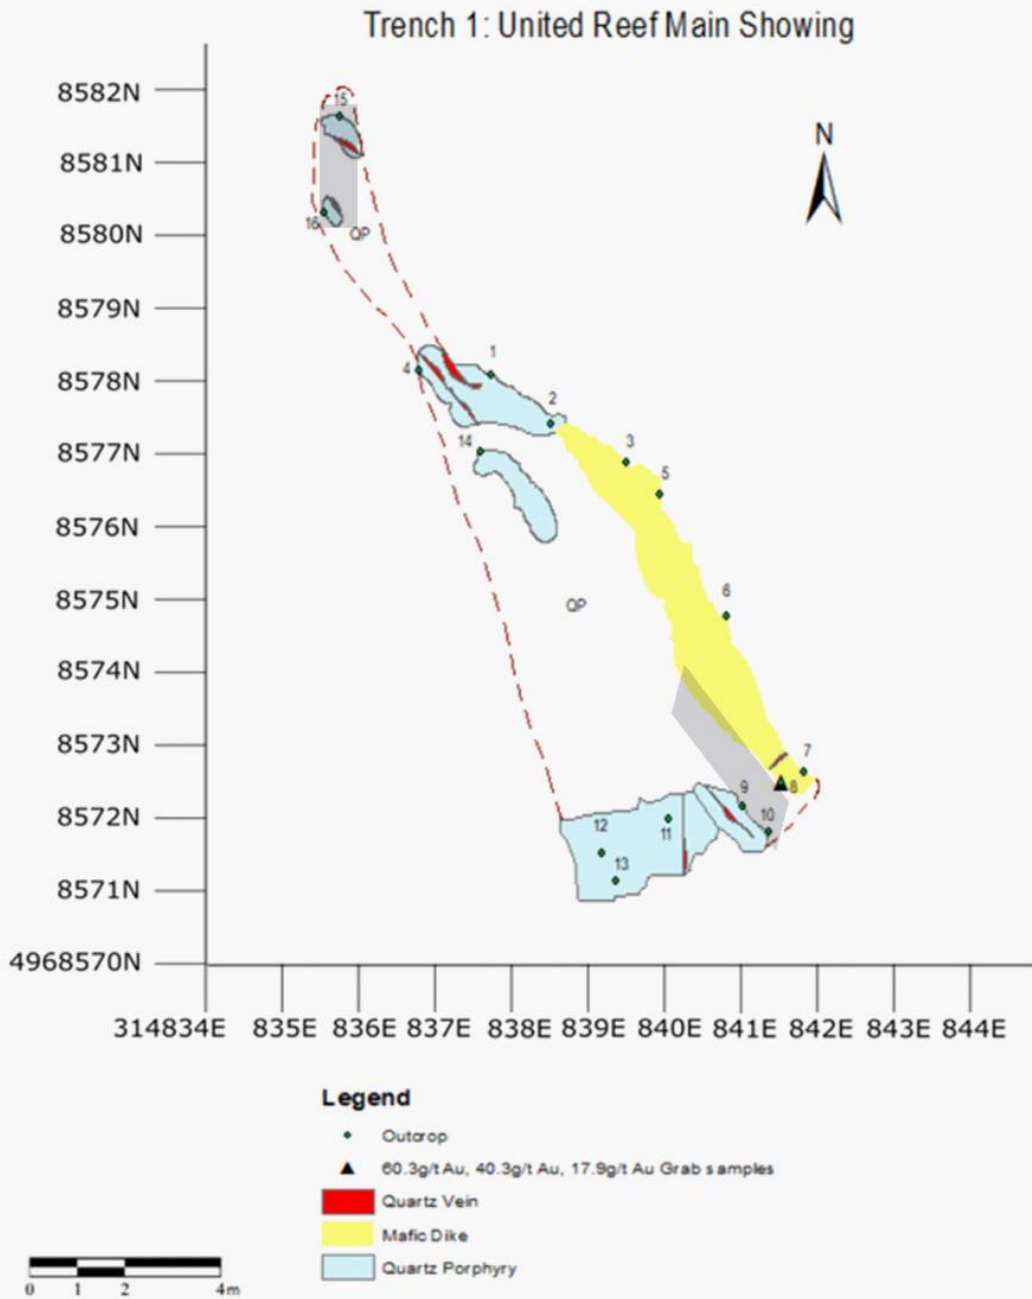 Trench 1: United Reef Main Showing
8582N
15
N
8581N
16
8580N
QP
8579N
1
4
8578N
2
14
3
8577N
5
8576N
6
QP
8575N
8574N
8573N
7
9
8
8572N
12
11
10
13
8571N
4968570N
314834E 835E 836E 837E 838E 839E 840E 841E 842E 843E 844E
Legend
Outcrop
60.3g/t Au, 40.3g/t Au, 17.9g/t Au Grab samples
Quartz Vein
Mafic Dike
Quartz Porphyry
0 1 2 4m